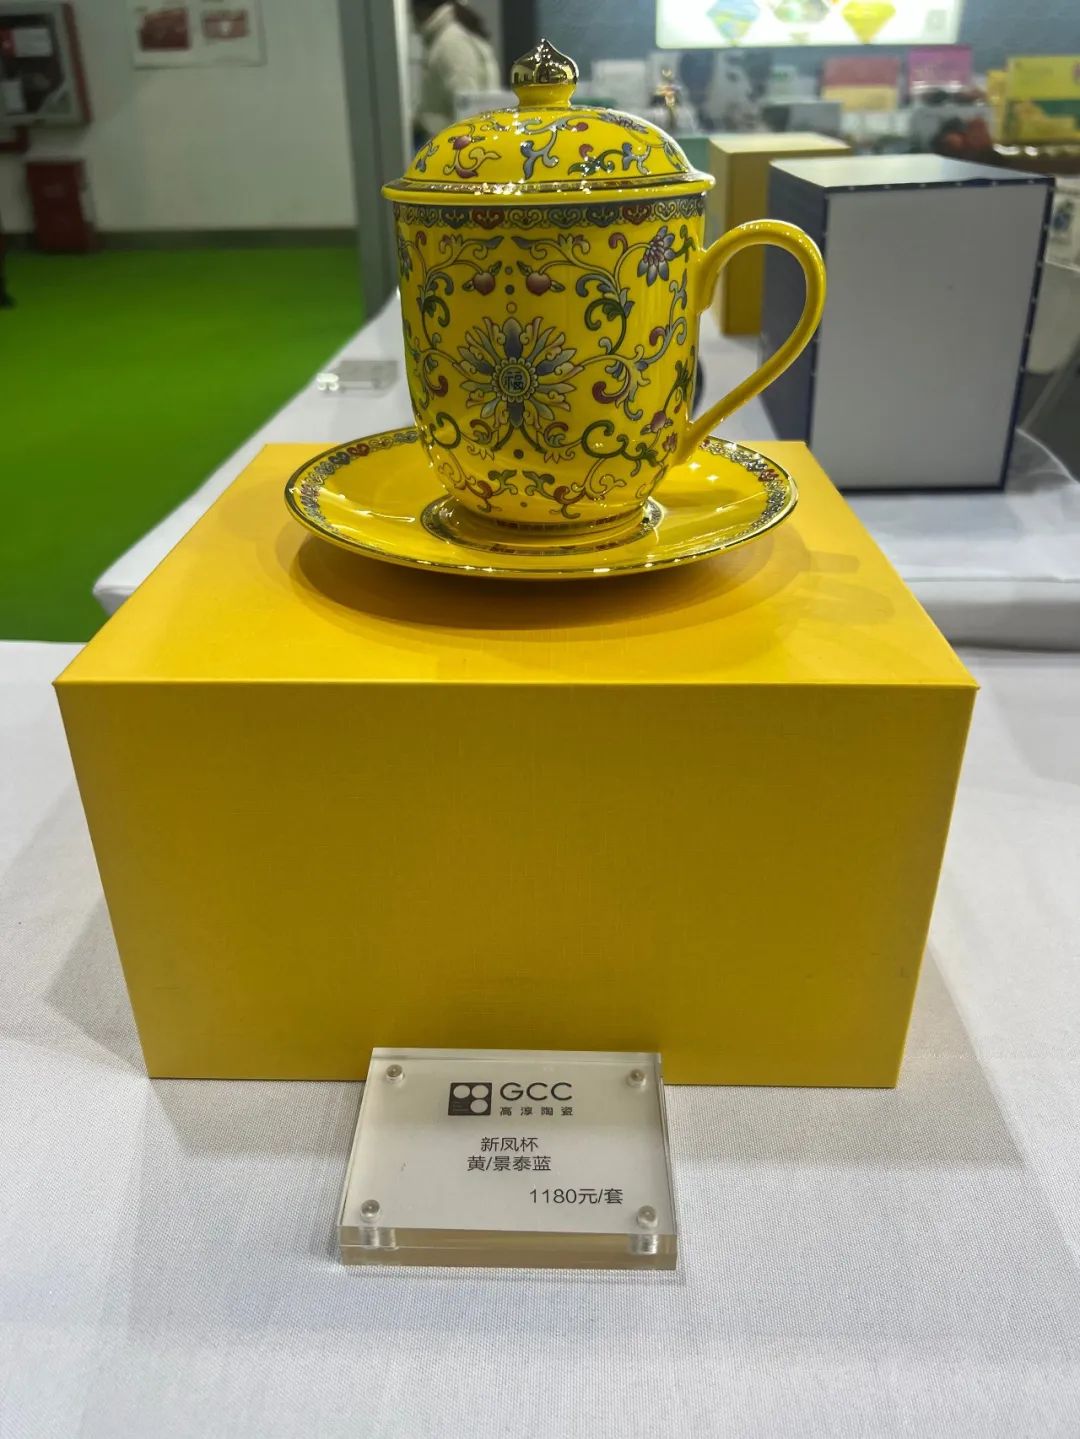 福
GCC
高淳陶瓷
新凤杯
黄/景泰蓝
1180元/套